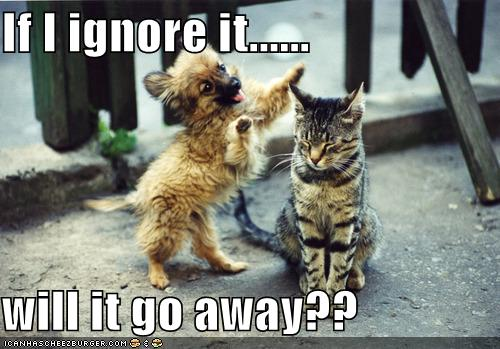 If I ignore it......
will it go away??
ICANHASCHEEZBURGER.COM